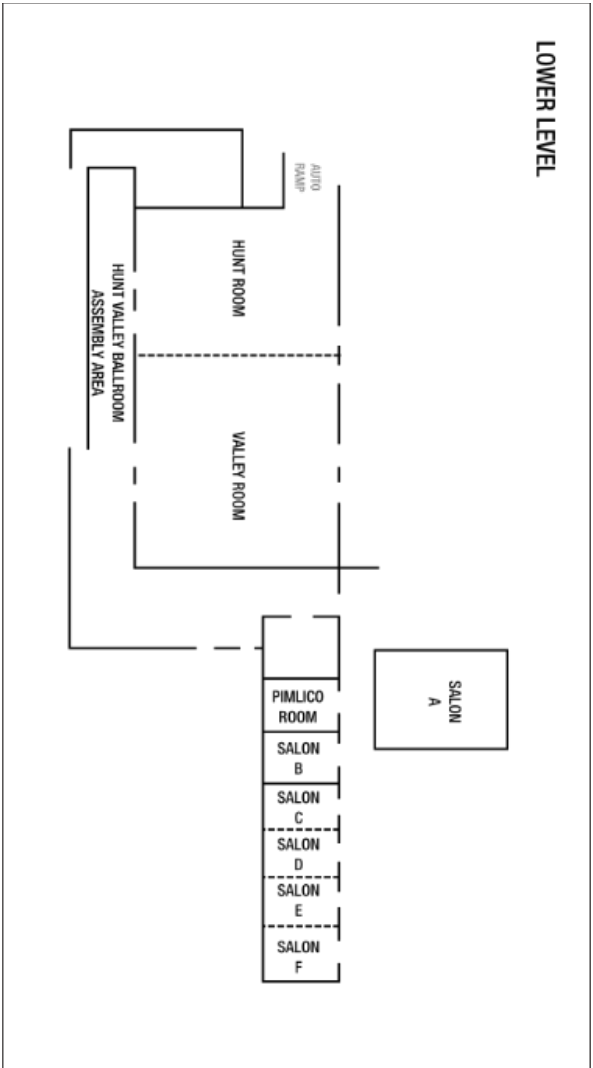 LOWER LEVEL
AUTO
RAMP
HUNT ROOM
HUNT VALLEY BALLROOM
ASSEMBLY AREA
VALLEY ROOM
SALON
A
PIMLICO
ROOM
SALON
B
SALON
C
SALON
D
SALON
E
SALON
F